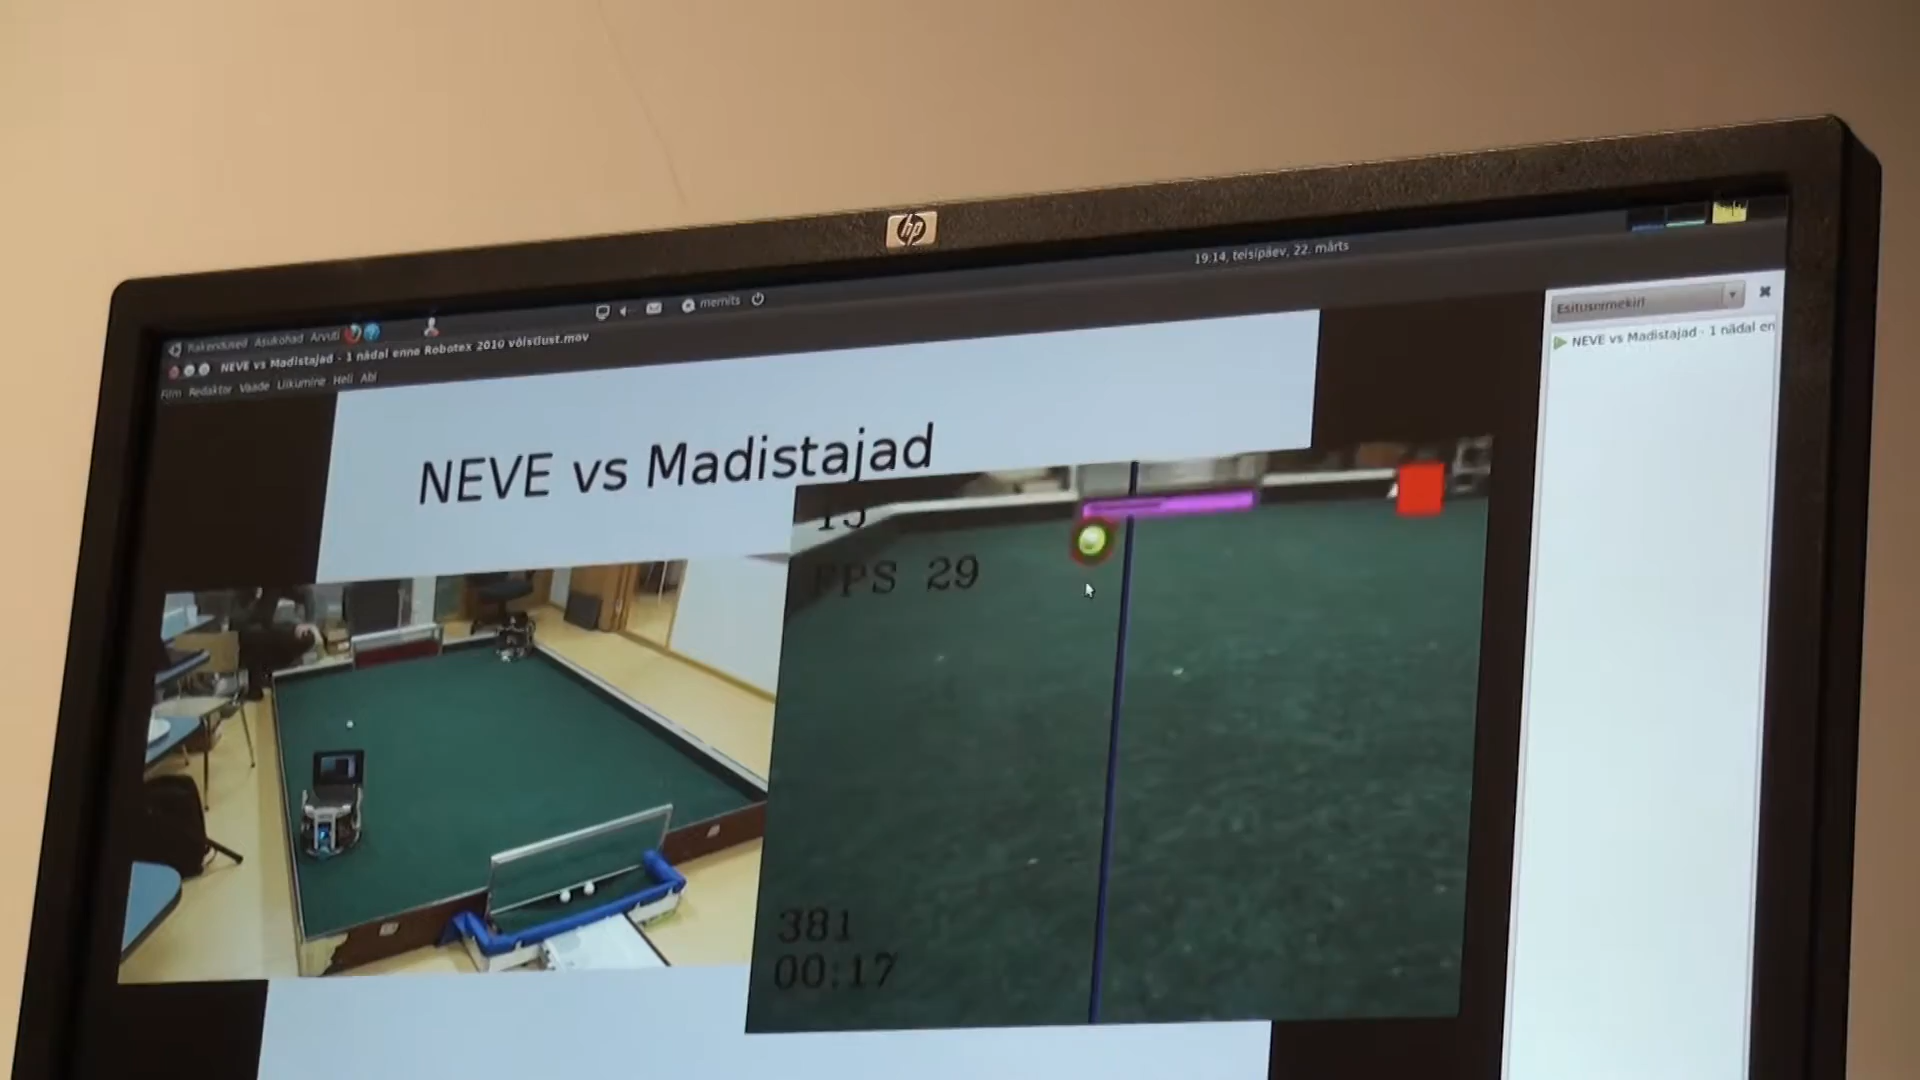 hp
19:14, teisipäev, 22. märts
Rakendused Asukohad Arvuti
memits
NEVE vs Madistajad - 1 nädal enne Robotex 2010 võistlust.mov
Film Redaktor Vaade Liikumine Heli Abi
Esitusnimekiri
NEVE vs Madistajad - 1 nädal en
NEVE vs Madistajad
15
FPS 29
381
00:17